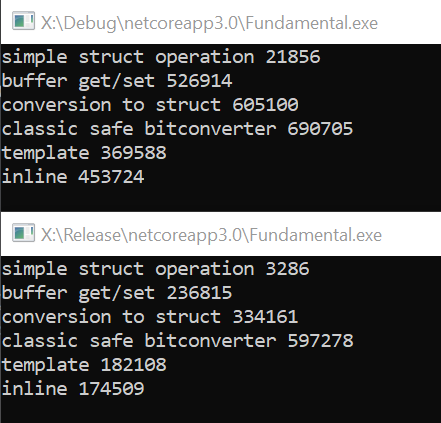 X:\Debug\netcoreapp3.0\Fundamental.exe
simple struct operation 21856
buffer get/set 526914
conversion to struct 605100
classic safe bitconverter 690705
template 369588
inline 453724
X:\Release\netcoreapp3.0\Fundamental.exe
simple struct operation 3286
buffer get/set 236815
conversion to struct 334161
classic safe bitconverter 597278
template 182108
inline 174509